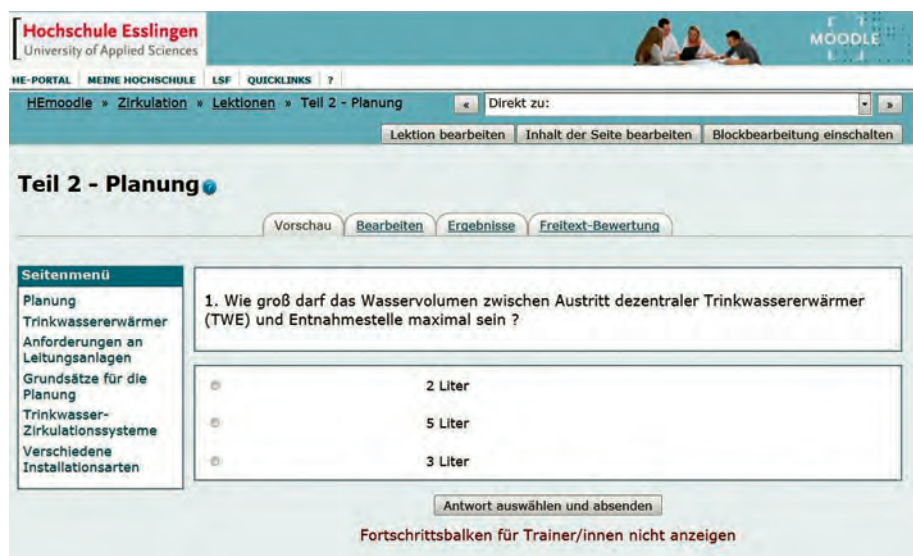 Hochschule Esslingen
University of Applied Sciences
MOODLE
HE-PORTAL MEINE HOCHSCHULE LSF QUICKLINKS ?
HEmoodle » Zirkulation » Lektionen » Teil 2 - Planung « Direkt zu: »
Lektion bearbeiten Inhalt der Seite bearbeiten Blockbearbeitung einschalten
Teil 2 - Planung ?
Vorschau Bearbeiten Ergebnisse Freitext-Bewertung
Seitenmenü
Planung
Trinkwassererwärmer
Anforderungen an
Leitungsanlagen
Grundsätze für die
Planung
Trinkwasser-
Zirkulationssysteme
Verschiedene
Installationsarten
1. Wie groß darf das Wasservolumen zwischen Austritt dezentraler Trinkwassererwärmer
(TWE) und Entnahmestelle maximal sein ?
2 Liter
5 Liter
3 Liter
Antwort auswählen und absenden
Fortschrittsbalken für Trainer/innen nicht anzeigen